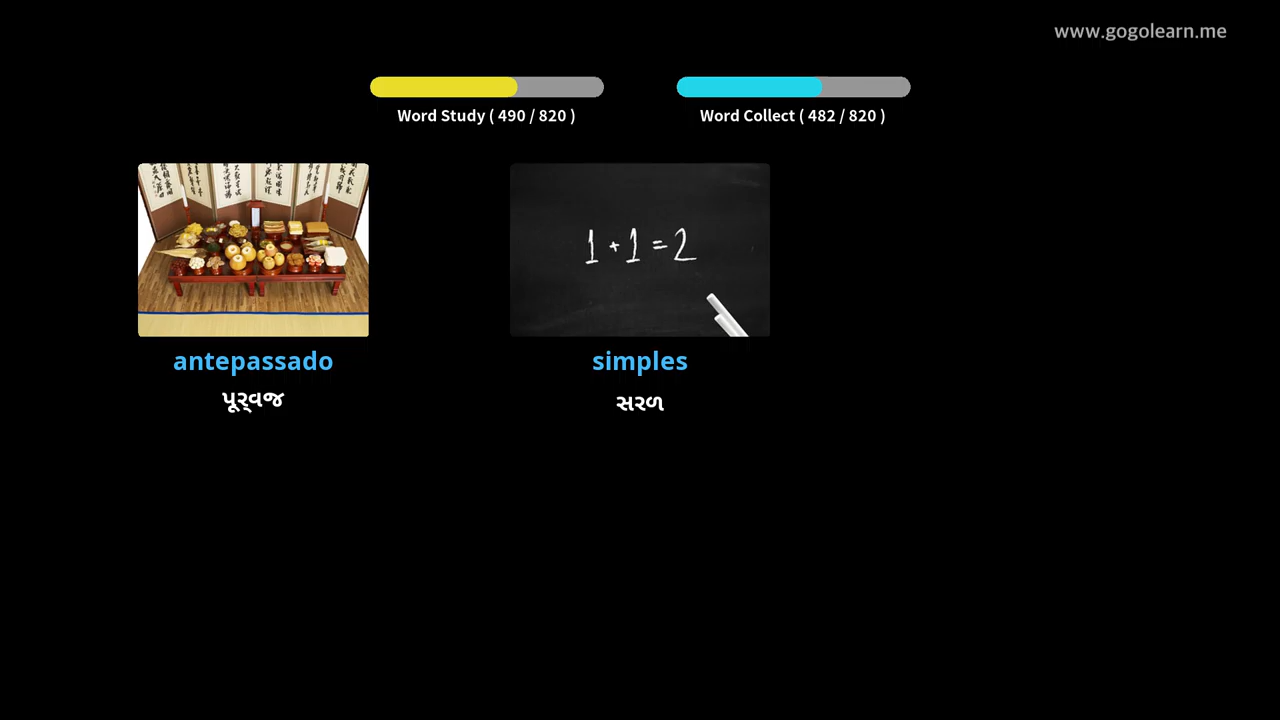 www.gogolearn.me
Word Study ( 490 / 820 )
Word Collect ( 482 / 820 )
1 + 1 = 2
antepassado
simples
પૂર્વજ
સરળ